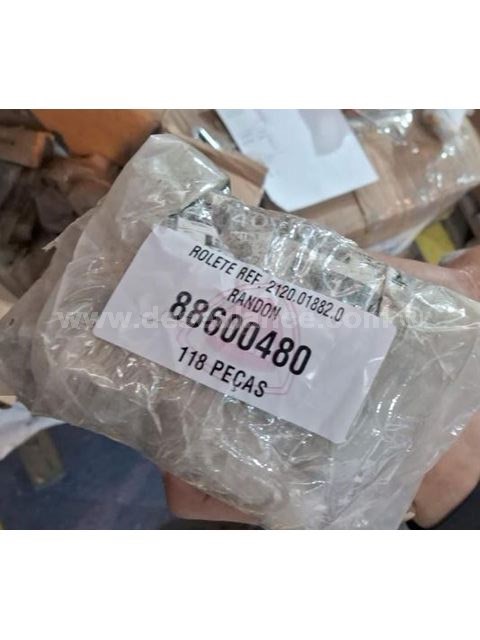 ROLETE REF. 2120.01882.0
RANDON
88600480
118 PEÇAS